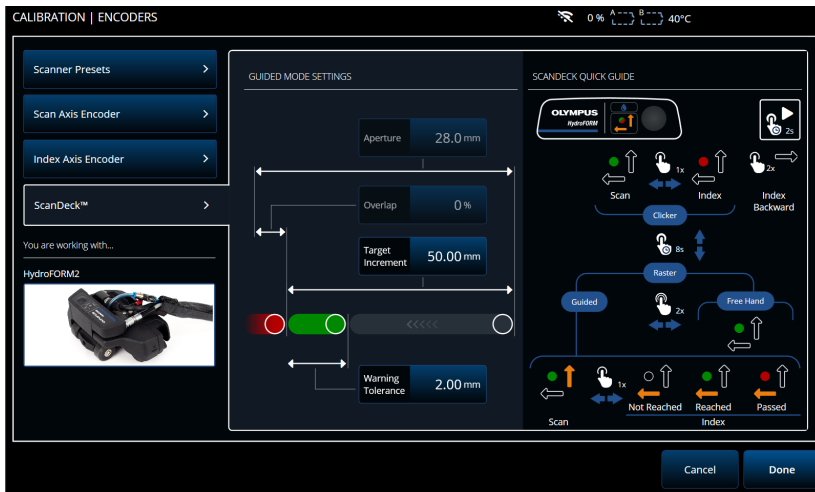 CALIBRATION | ENCODERS
0 % A B 40°C
Scanner Presets
Scan Axis Encoder
Index Axis Encoder
ScanDeck™
You are working with...
HydroFORM2
GUIDED MODE SETTINGS
Aperture 28.0 mm
Overlap 0 %
Target
Increment 50.00 mm
Warning
Tolerance 2.00 mm
SCANDECK QUICK GUIDE
OLYMPUS
HydroFORM
2s
1x
2x
Scan
Index
Index
Backward
Clicker
8s
Raster
Guided
2x
Free Hand
1x
Not Reached
Reached
Passed
Scan
Index
Cancel
Done